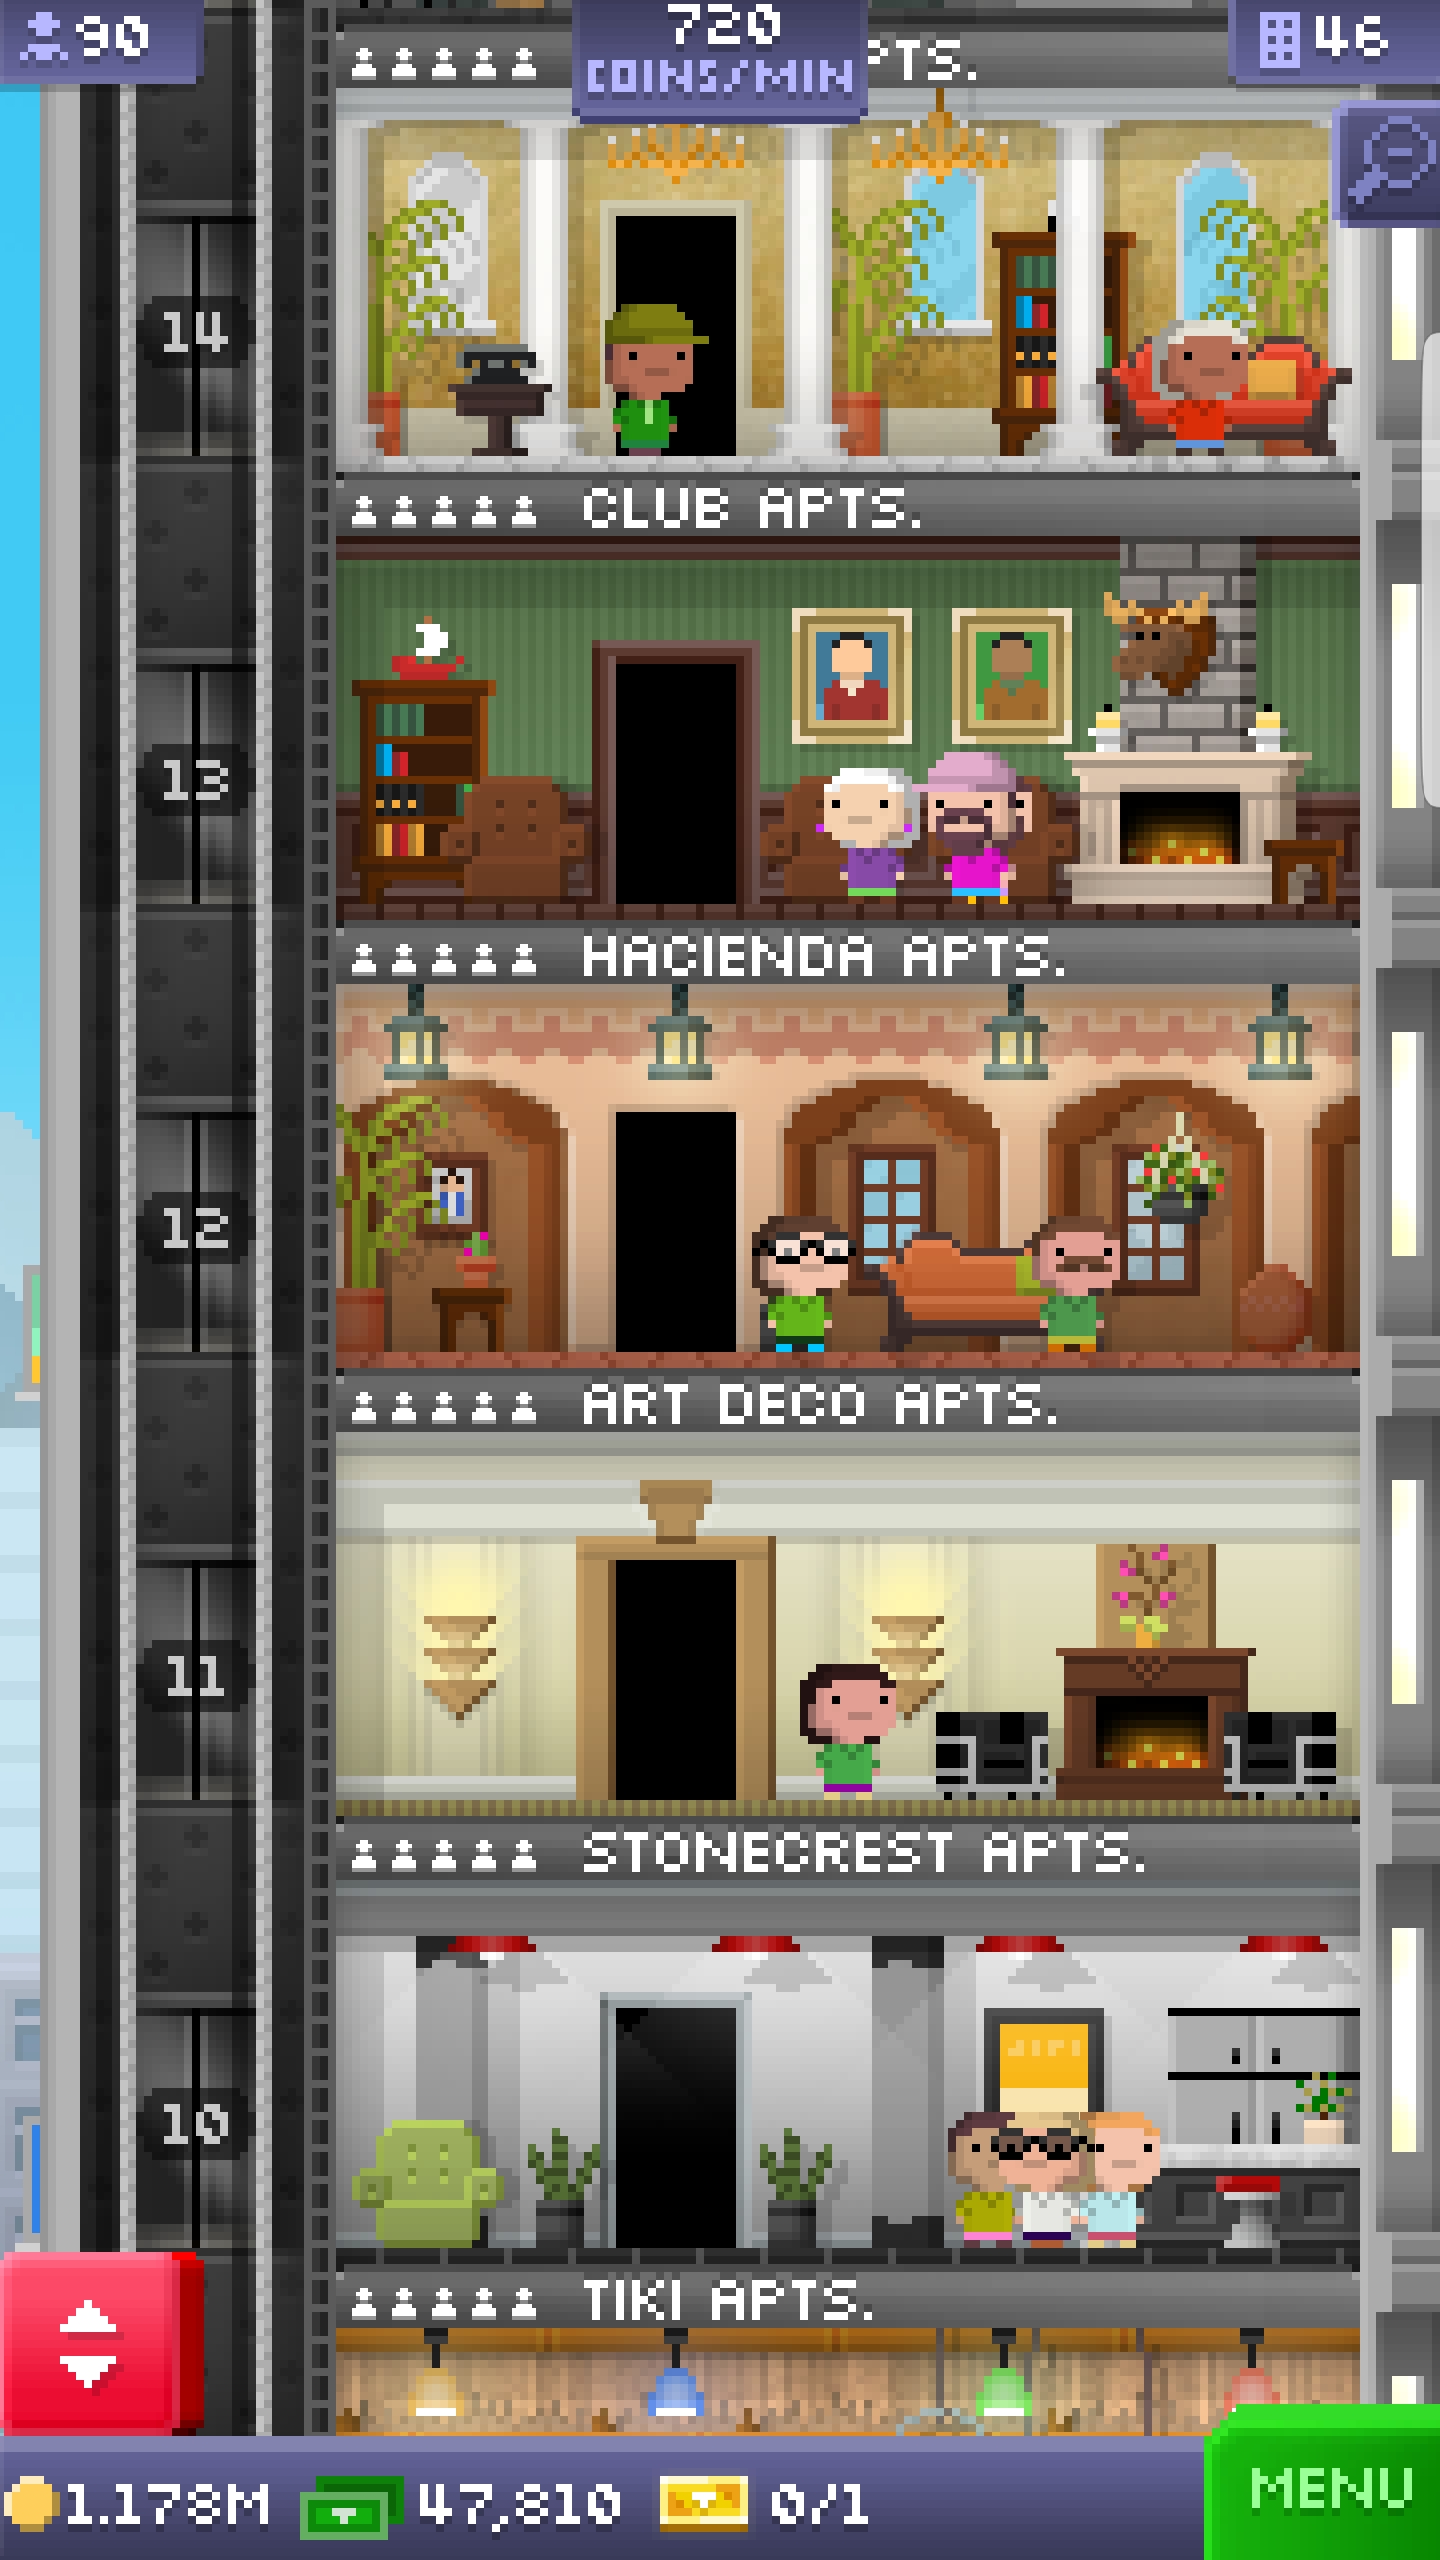 90
720
COINS/MIN
46
PTS.
14
CLUB APTS.
13
HACIENDA APTS.
12
ART DECO APTS.
11
STONECREST APTS.
10
TIKI APTS.
1.178M
47,810
0/1
MENU